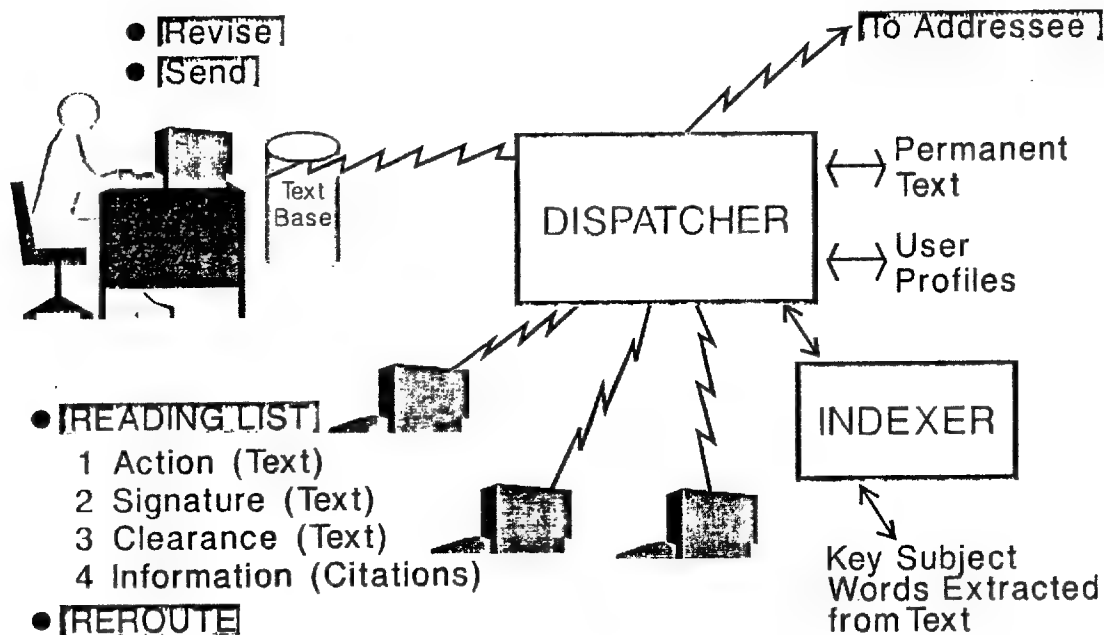 ● [Revise]
● [Send]
[To Addressee]
Text
Base
DISPATCHER
Permanent
Text
User
Profiles
● [READING LIST]
1 Action (Text)
2 Signature (Text)
3 Clearance (Text)
4 Information (Citations)
● [REROUTE]
INDEXER
Key Subject
Words Extracted
from Text